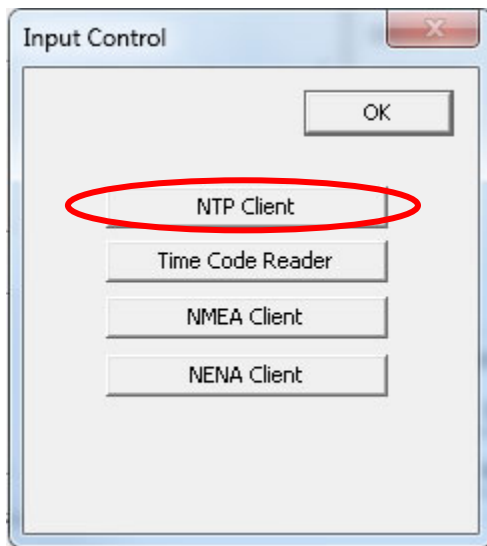 Input Control
OK
NTP Client
Time Code Reader
NMEA Client
NENA Client